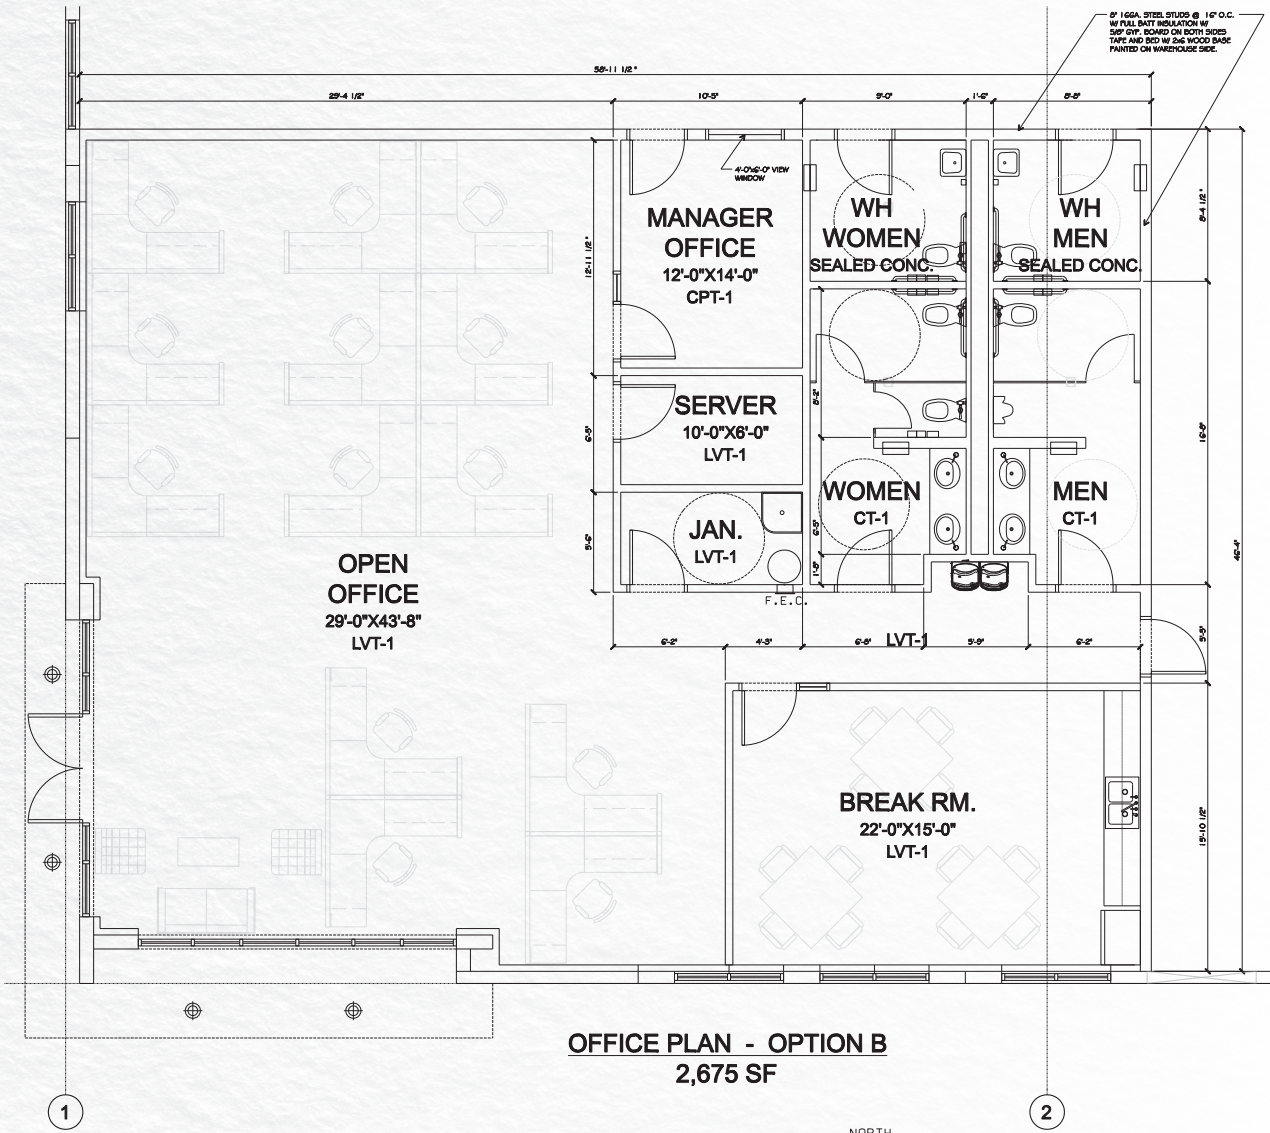 8" 16GA. STEEL STUDS @ 16" O.C.
W/ FULL BATT INSULATION W/
5/8" GYP. BOARD ON BOTH SIDES
TAPE AND BED W/ 2x6 WOOD BASE
PAINTED ON WAREHOUSE SIDE.
58'-11 1/2"
29'-4 1/2"
10'-5"
9'-0"
1'-6"
8'-8"
4'-0"x6'-0" VIEW
WINDOW
MANAGER
OFFICE
12'-0"X14'-0"
CPT-1
WH
WOMEN
SEALED CONC.
WH
MEN
SEALED CONC.
8'-4 1/2"
12'-11 1/2"
SERVER
10'-0"X6'-0"
LVT-1
6'-5"
8'-2"
16'-8"
WOMEN
CT-1
MEN
CT-1
JAN.
LVT-1
5'-6"
6'-5"
1'-8"
46'-4"
OPEN
OFFICE
29'-0"X43'-8"
LVT-1
F.E.C.
6'-2"
4'-3"
6'-8"
LVT-1
5'-9"
6'-2"
5'-5"
BREAK RM.
22'-0"X15'-0"
LVT-1
15'-10 1/2"
OFFICE PLAN - OPTION B
2,675 SF
1
2
NORTH